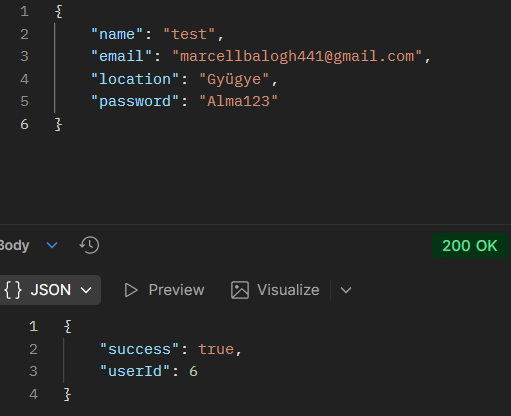 1 {
2 "name": "test",
3 "email": "marcellbalogh441@gmail.com",
4 "location": "Gyügye",
5 "password": "Alma123"
6 }
Body
200 OK
{} JSON Preview Visualize
1 {
2 "success": true,
3 "userId": 6
4 }